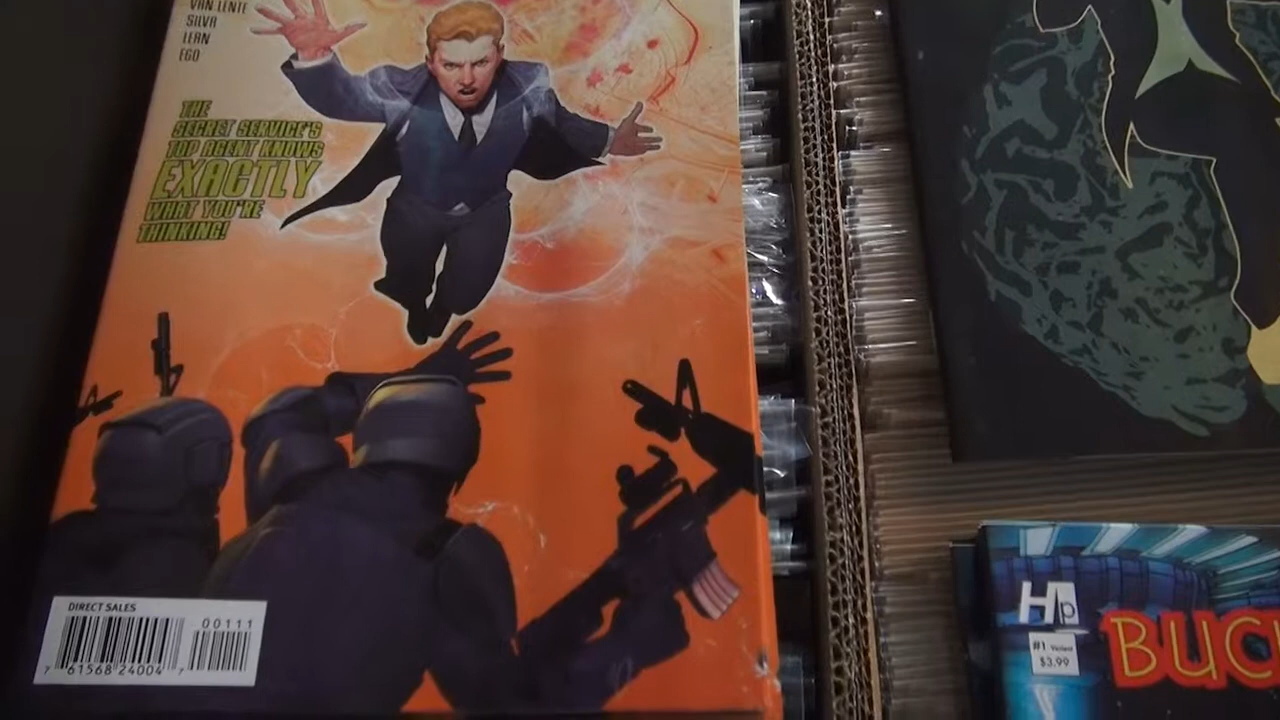 VAN LENTE
SILVA
LERN
EGO
THE
SECRET SERVICE'S
TOP AGENT KNOWS
EXACTLY
WHAT YOU'RE
THINKING!
DIRECT SALES
00111
7 61568 24004 7
Hp
#1 Variant
$3.99
BUC